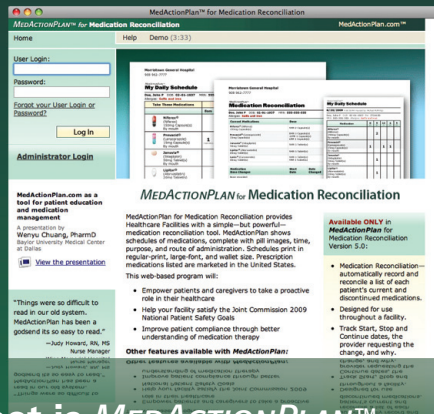 MedActionPlan™ for Medication Reconciliation
MEDACTIONPLAN™ for Medication Reconciliation
MedActionPlan.com™
Home
Help Demo (3:33)
User Login:
Password:
Forgot your User Login or
Password?
Log In
Administrator Login
MedActionPlan.com as a
tool for patient education
and medication
management
A presentation by
Wenyu Chuang, PharmD
Baylor University Medical Center
at Dallas
View the presentation
"Things were so difficult to
read in our old system.
MedActionPlan has been a
godsend its so easy to read."
—Judy Howard, RN, MS
Nurse Manager
Morristown General Hospital
My Daily Schedule
Morristown General Hospital
Medication Reconciliation
My Daily Schedule
MEDACTIONPLAN for Medication Reconciliation
MedActionPlan for Medication Reconciliation provides
Healthcare Facilities with a simple—but powerful—
medication reconciliation tool. MedActionPlan shows
schedules of medications, complete with pill images, time,
purpose, and route of administration. Schedules print in
regular-print, large-font, and wallet size. Prescription
medications listed are marketed in the United States.
This web-based program will:
• Empower patients and caregivers to take a proactive
role in their healthcare
• Help your facility satisfy the Joint Commission 2009
National Patient Safety Goals
• Improve patient compliance through better
understanding of medication therapy
Other features available with MedActionPlan:
Available ONLY in
MedActionPlan for
Medication Reconciliation
Version 5.0:
• Medication Reconciliation—
automatically record and
reconcile a list of each
patient's current and
discontinued medications.
• Designed for use
throughout a facility.
• Track Start, Stop and
Continue dates, the
provider requesting the
change, and why.
is MEDACTIONPLAN™